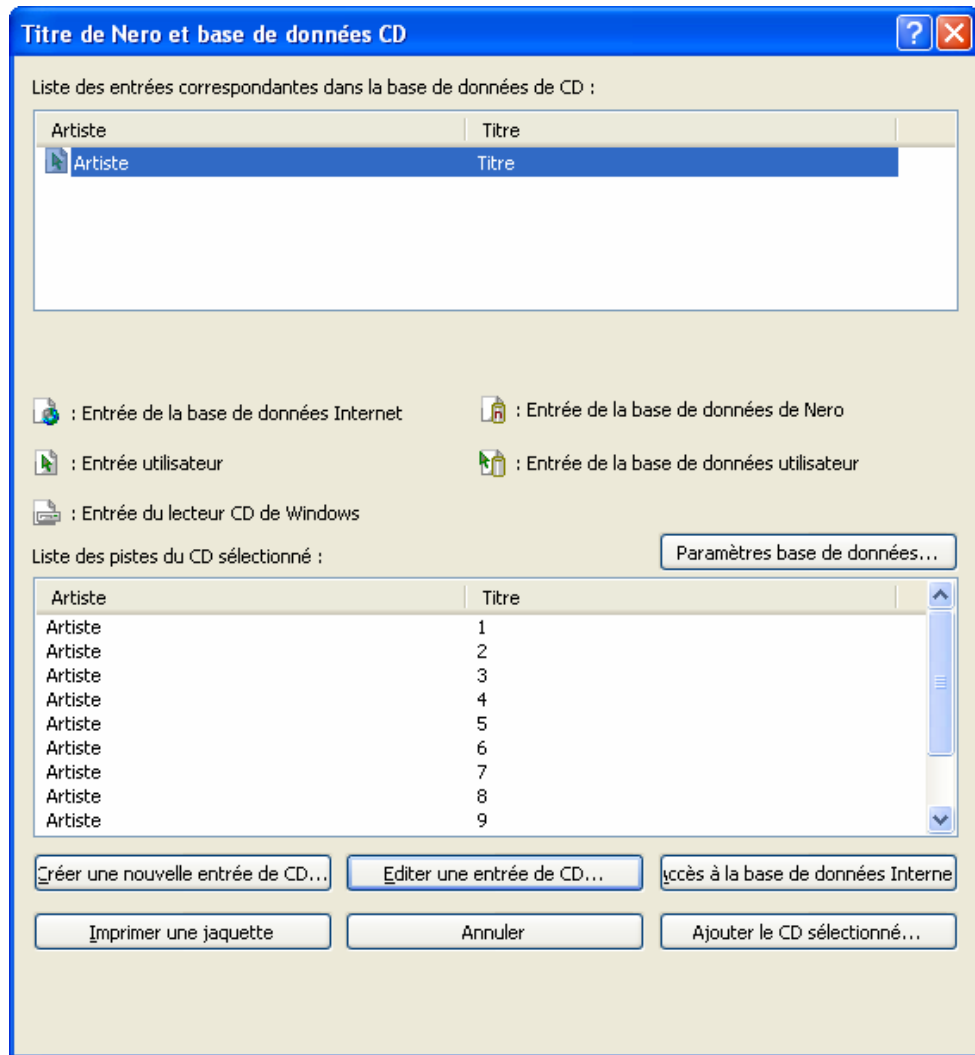 Titre de Nero et base de données CD
Liste des entrées correspondantes dans la base de données de CD :
Artiste Titre
Artiste Titre
: Entrée de la base de données Internet : Entrée de la base de données de Nero
: Entrée utilisateur : Entrée de la base de données utilisateur
: Entrée du lecteur CD de Windows
Liste des pistes du CD sélectionné : Paramètres base de données...
Artiste Titre
Artiste 1
Artiste 2
Artiste 3
Artiste 4
Artiste 5
Artiste 6
Artiste 7
Artiste 8
Artiste 9
Créer une nouvelle entrée de CD... Editer une entrée de CD... Accès à la base de données Interne
Imprimer une jaquette Annuler Ajouter le CD sélectionné...